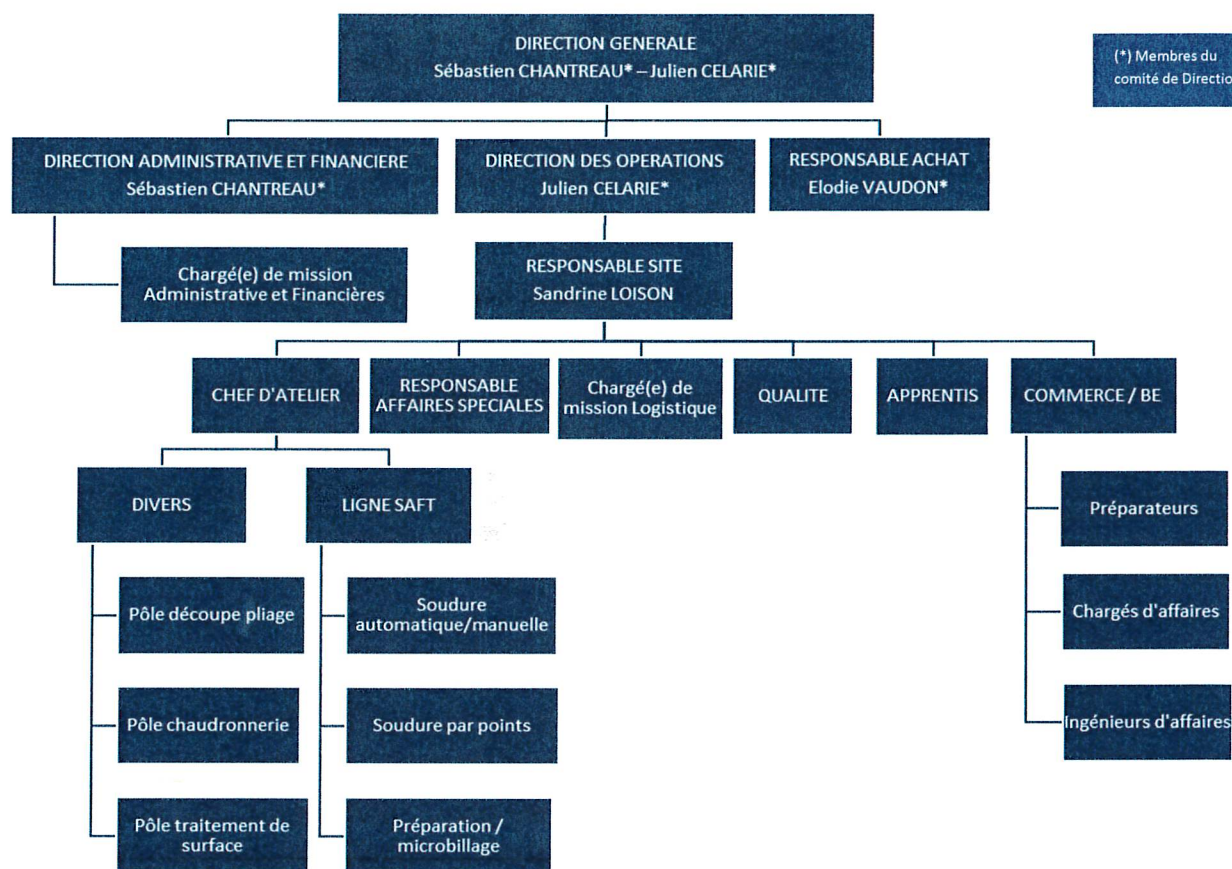 DIRECTION GENERALE
Sébastien CHANTREAU* – Julien CELARIE*
(*) Membres du
comité de Directio
DIRECTION ADMINISTRATIVE ET FINANCIERE
Sébastien CHANTREAU*
DIRECTION DES OPERATIONS
Julien CELARIE*
RESPONSABLE ACHAT
Elodie VAUDON*
Chargé(e) de mission
Administrative et Financières
RESPONSABLE SITE
Sandrine LOISON
CHEF D'ATELIER
RESPONSABLE
AFFAIRES SPECIALES
Chargé(e) de
mission Logistique
QUALITE
APPRENTIS
COMMERCE / BE
DIVERS
LIGNE SAFT
Pôle découpe pliage
Pôle chaudronnerie
Pôle traitement de
surface
Soudure
automatique/manuelle
Soudure par points
Préparation /
microbillage
Préparateurs
Chargés d'affaires
Ingénieurs d'affaires